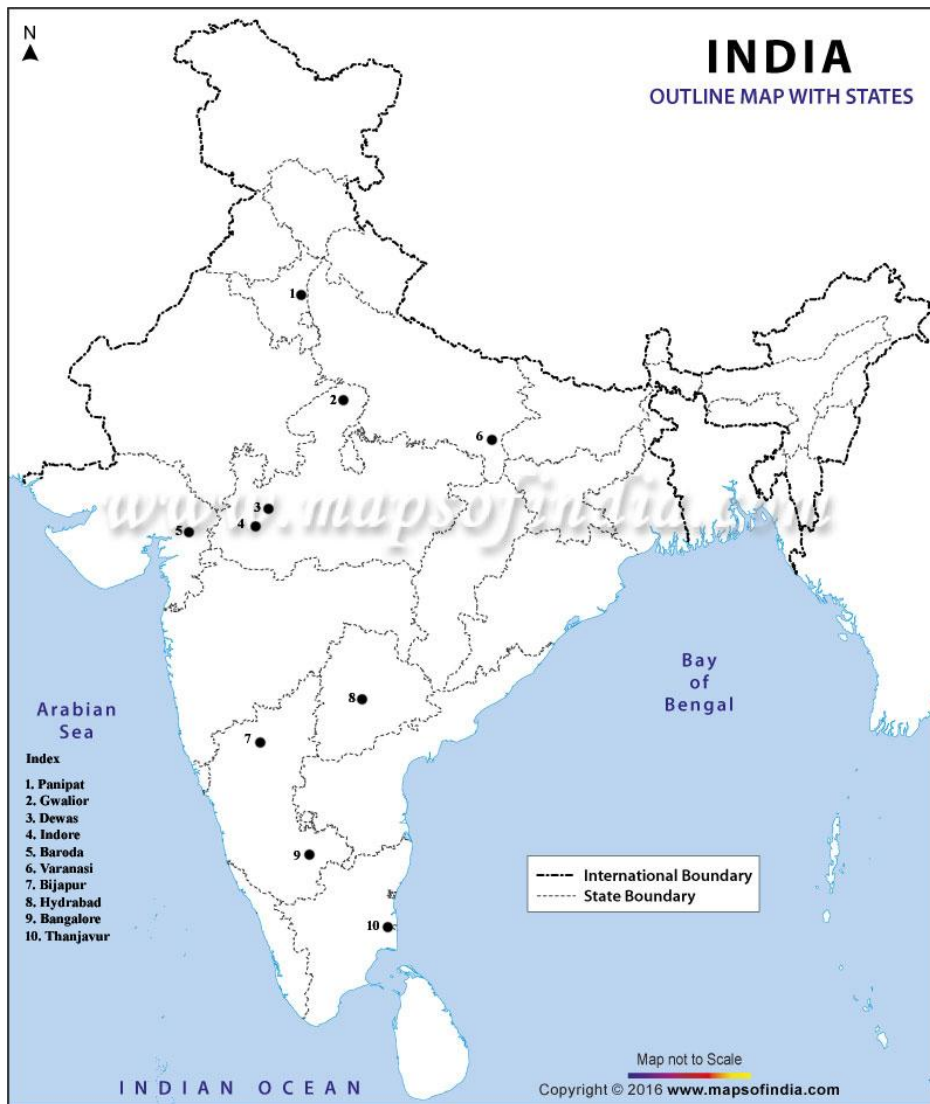 N
INDIA
OUTLINE MAP WITH STATES
1
2
6
www.mapsofindia.com
3
4
5
8
7
9
10
Arabian
Sea
Bay
of
Bengal
Index
1. Panipat
2. Gwalior
3. Dewas
4. Indore
5. Baroda
6. Varanasi
7. Bijapur
8. Hydrabad
9. Bangalore
10. Thanjavur
International Boundary
State Boundary
INDIAN OCEAN
Map not to Scale
Copyright © 2016 www.mapsofindia.com